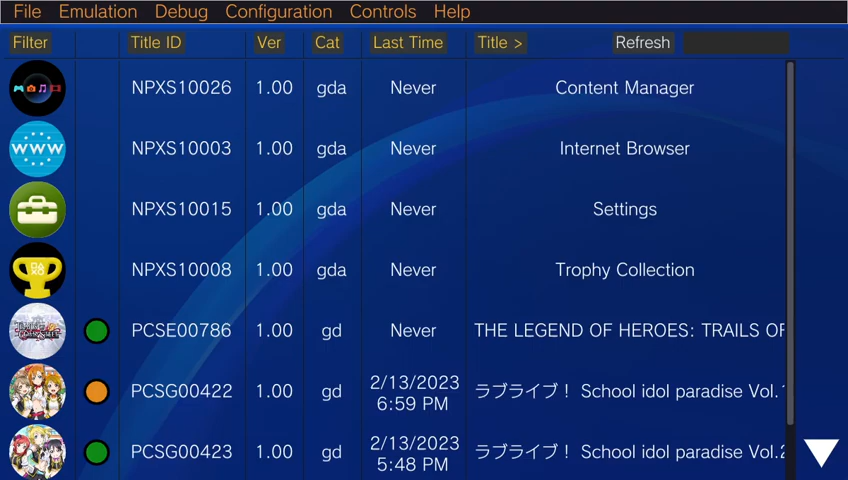 File Emulation Debug Configuration Controls Help
Filter Title ID Ver Cat Last Time Title > Refresh
NPXS10026 1.00 gda Never Content Manager
www NPXS10003 1.00 gda Never Internet Browser
NPXS10015 1.00 gda Never Settings
NPXS10008 1.00 gda Never Trophy Collection
PCSE00786 1.00 gd Never THE LEGEND OF HEROES: TRAILS OF
PCSG00422 1.00 gd 2/13/2023 6:59 PM ラブライブ！ School idol paradise Vol.1
PCSG00423 1.00 gd 2/13/2023 5:48 PM ラブライブ！ School idol paradise Vol.2